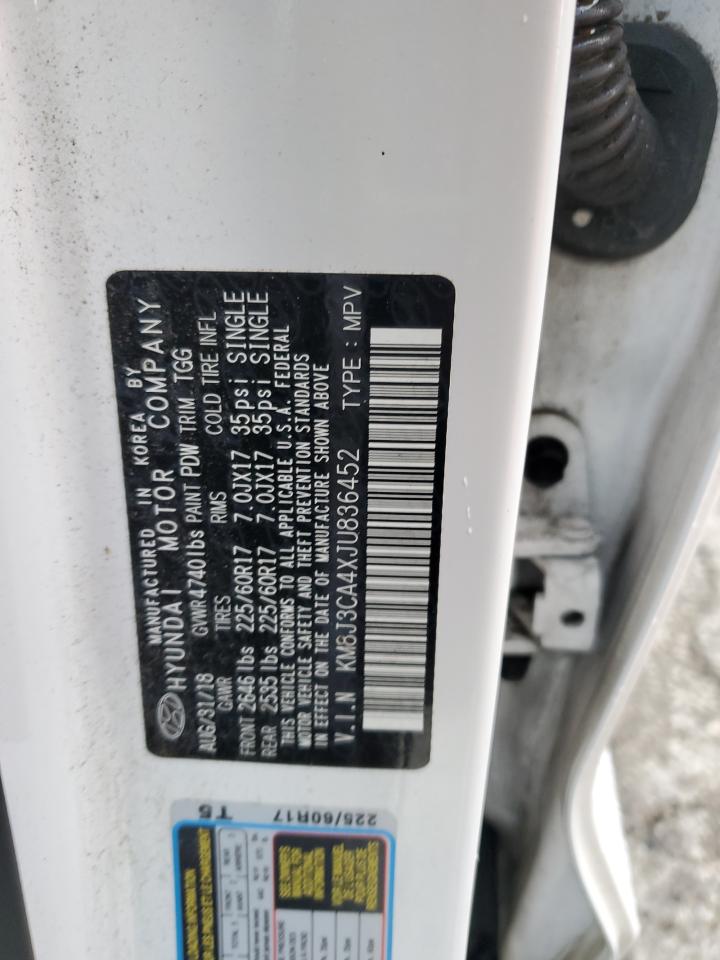 MANUFACTURED IN KOREA BY
HYUNDAI MOTOR COMPANY
AUG/31/18 GVWR 4740 lbs PAINT PDW TRIM TGG
GAWR TIRES RIMS COLD TIRE INFL
FRONT 2646 lbs 225/60R17 7.0JX17 35psi SINGLE
REAR 2535 lbs 225/60R17 7.0JX17 35psi SINGLE
THIS VEHICLE CONFORMS TO ALL APPLICABLE U.S.A. FEDERAL
MOTOR VEHICLE SAFETY AND THEFT PREVENTION STANDARDS
IN EFFECT ON THE DATE OF MANUFACTURE SHOWN ABOVE
V.I.N KM8J3CA4XJU836452 TYPE : MPV
225/60R17
T5